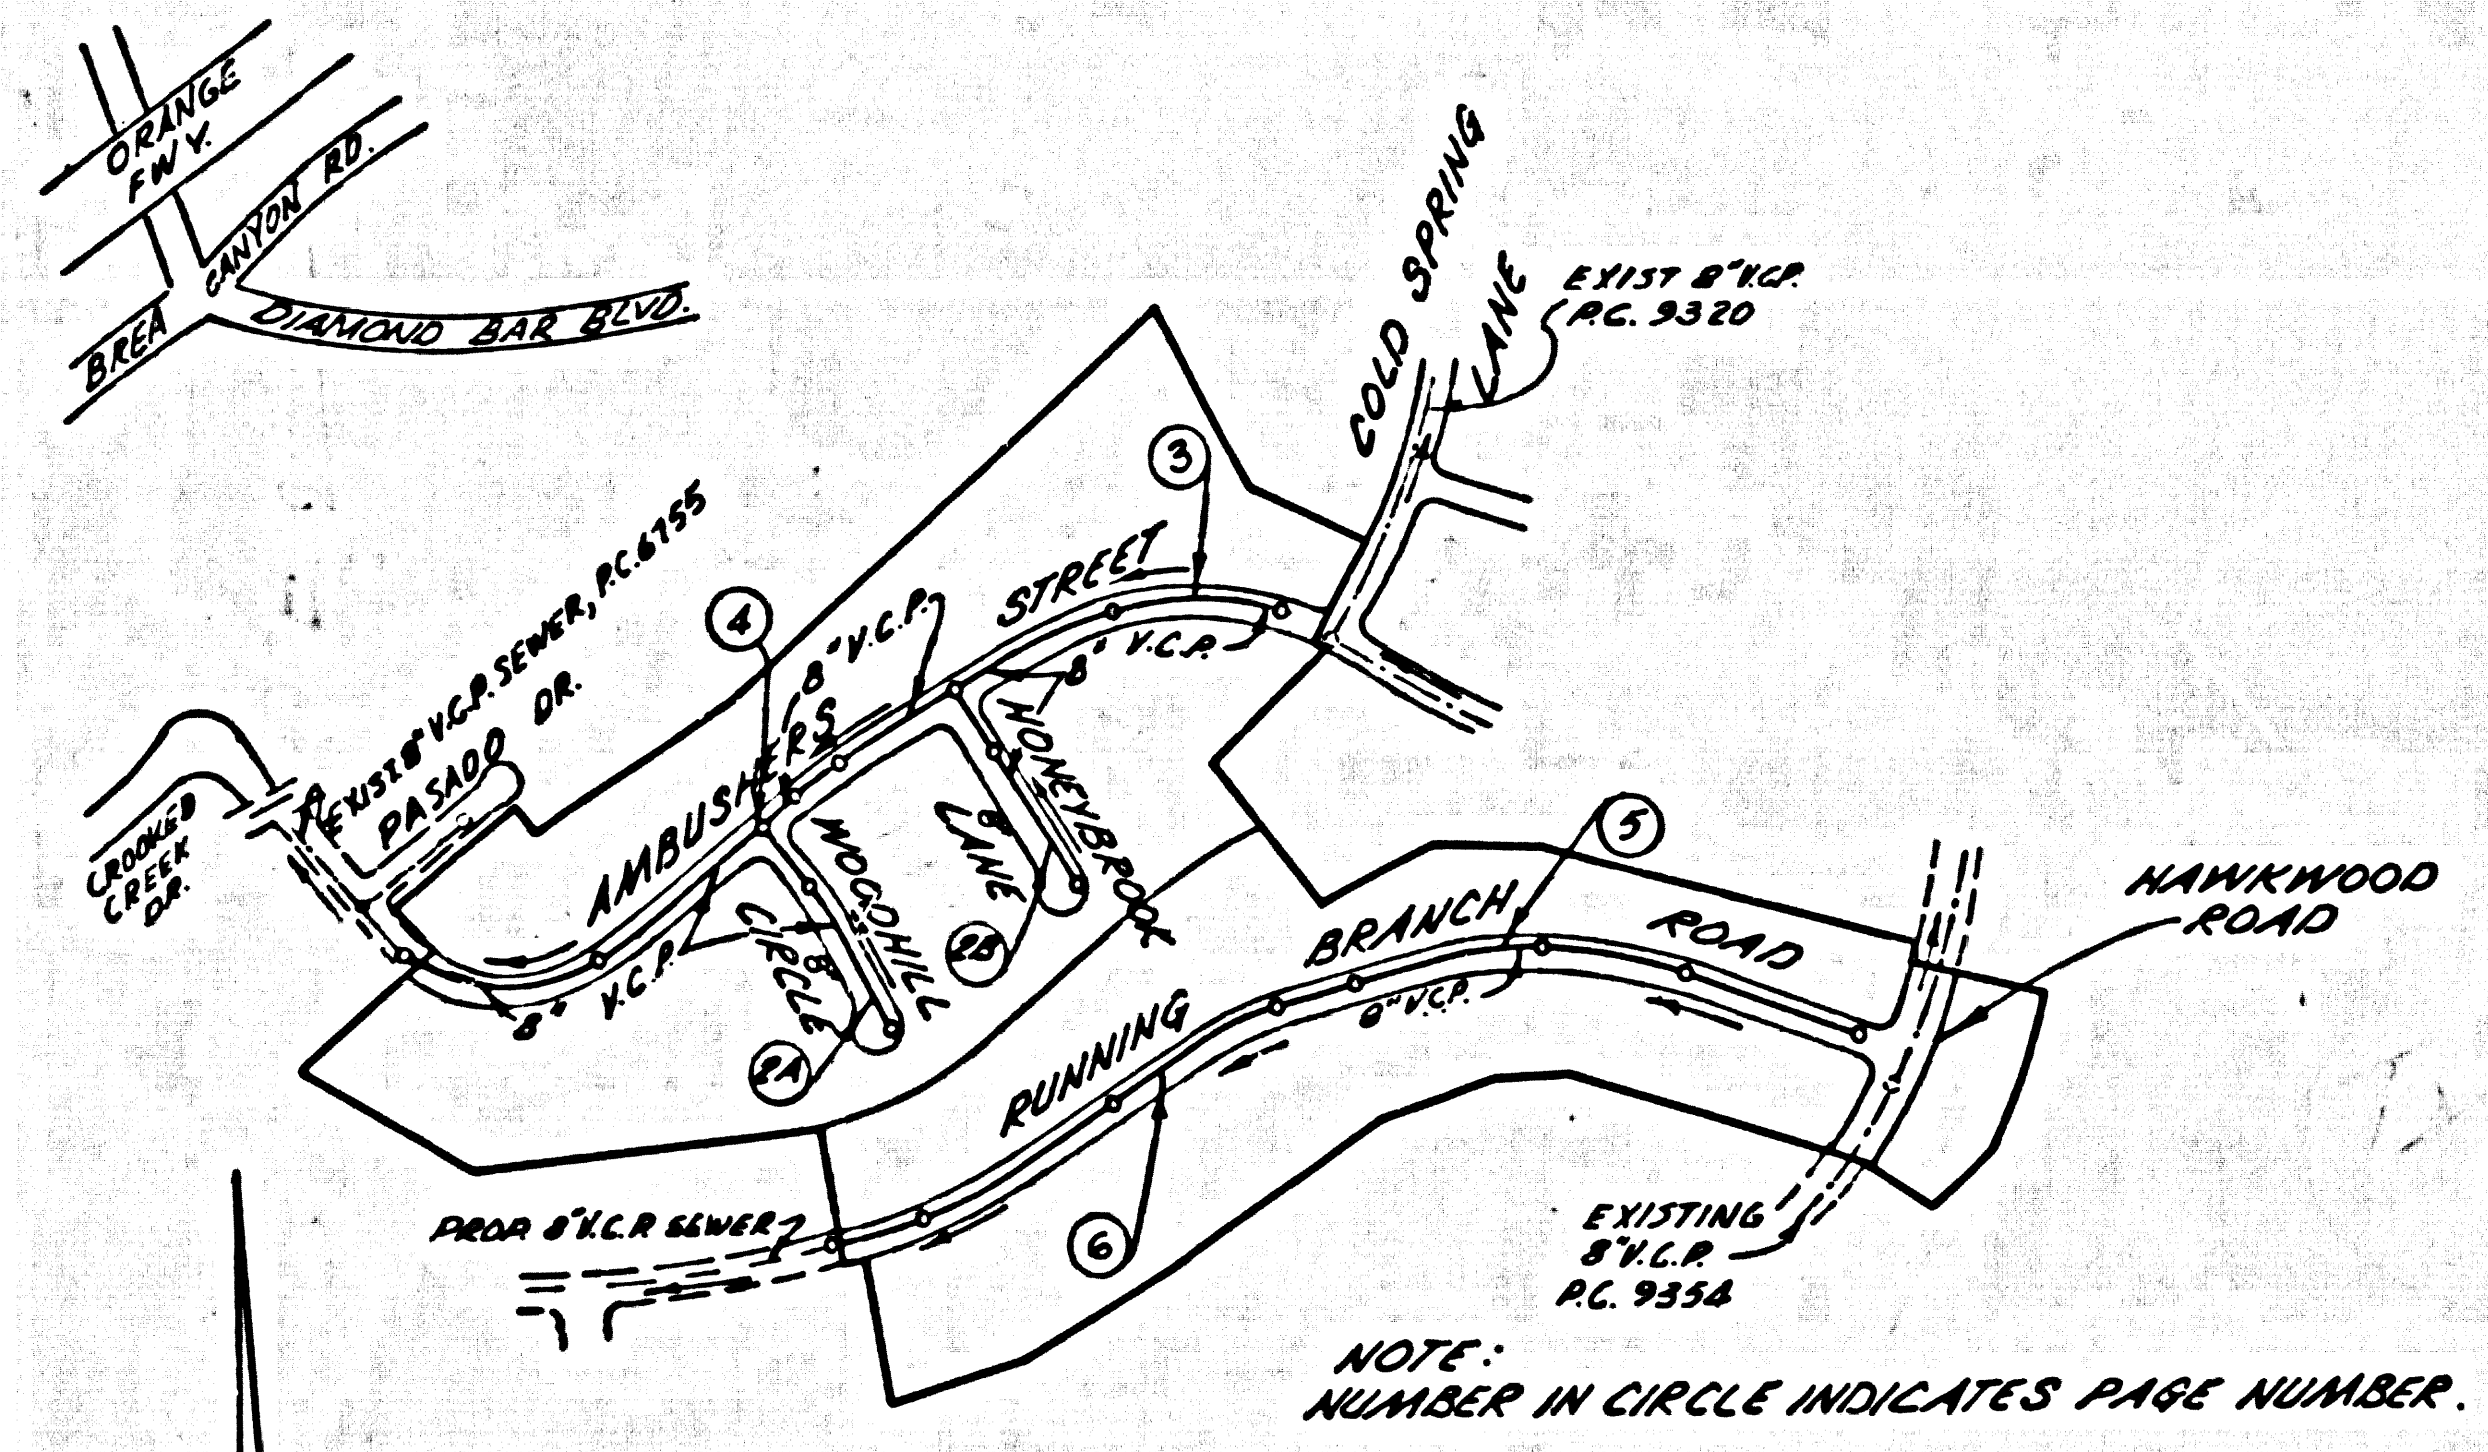 ORANGE
FWY.
CANYON RD.
BREA
DIAMOND BAR BLVD.
COLD SPRING
LANE
EXIST 8" V.C.P.
P.C. 9320
3
STREET
8" V.C.P.
8"
HONEYBROOK
LANE
8"
2B
4
8" V.C.P.
AMBUSHERS
EXIST. 8" V.C.P. SEWER, P.C. 6755
PASADO DR.
CROOKED
CREEK
DR.
MOGOHILL
CIRCLE
8"
2A
8" V.C.P.
5
RUNNING BRANCH ROAD
8" V.C.P.
HAWKWOOD
ROAD
6
PROP. 8" V.C.P. SEWER
EXISTING
8" V.C.P.
P.C. 9354
NOTE:
NUMBER IN CIRCLE INDICATES PAGE NUMBER.